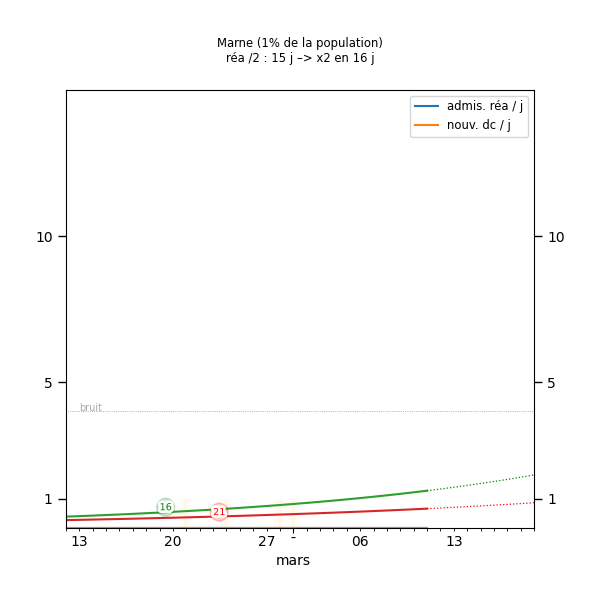 Marne (1% de la population)
réa /2 : 15 j –> x2 en 16 j
admis. réa / j
nouv. dc / j
10
10
5
5
bruit
1
1
16
21
13
20
27
-
06
13
mars